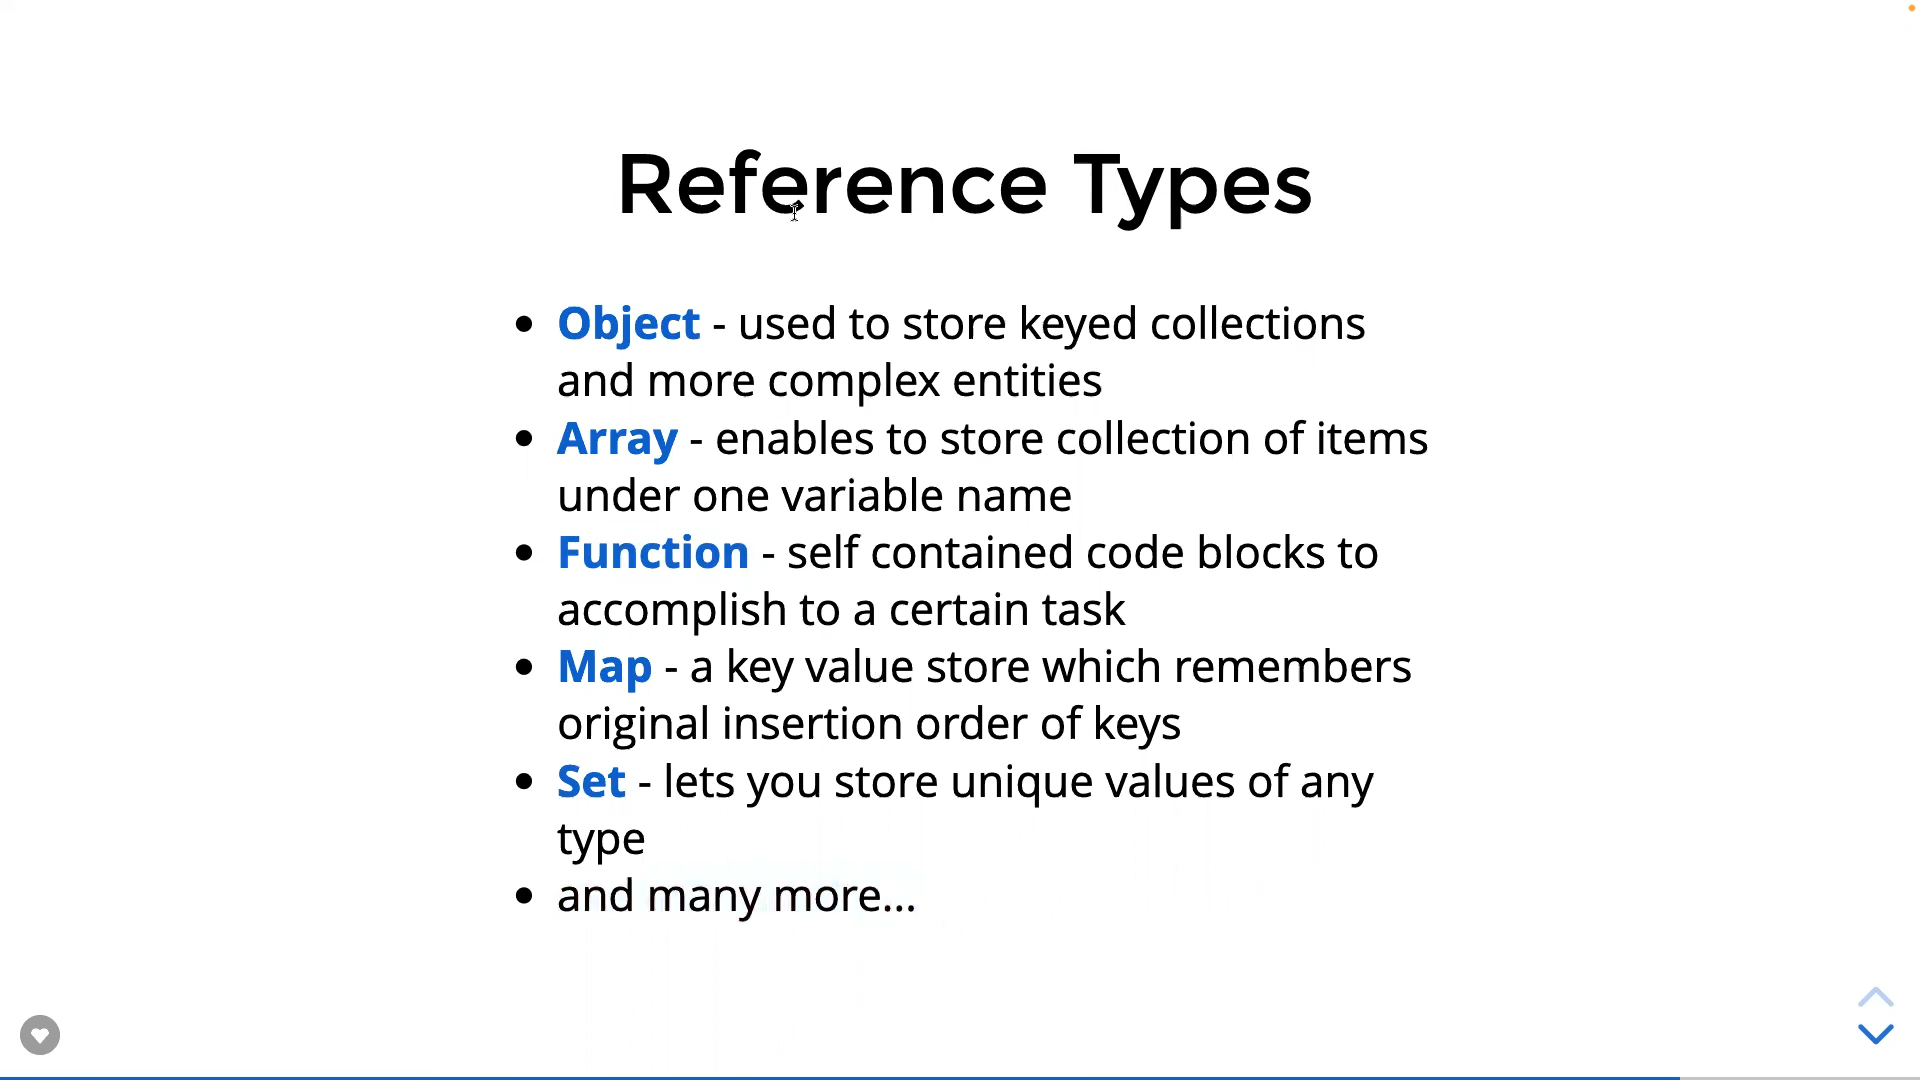 Reference Types
• Object - used to store keyed collections
and more complex entities
• Array - enables to store collection of items
under one variable name
• Function - self contained code blocks to
accomplish to a certain task
• Map - a key value store which remembers
original insertion order of keys
• Set - lets you store unique values of any
type
• and many more...